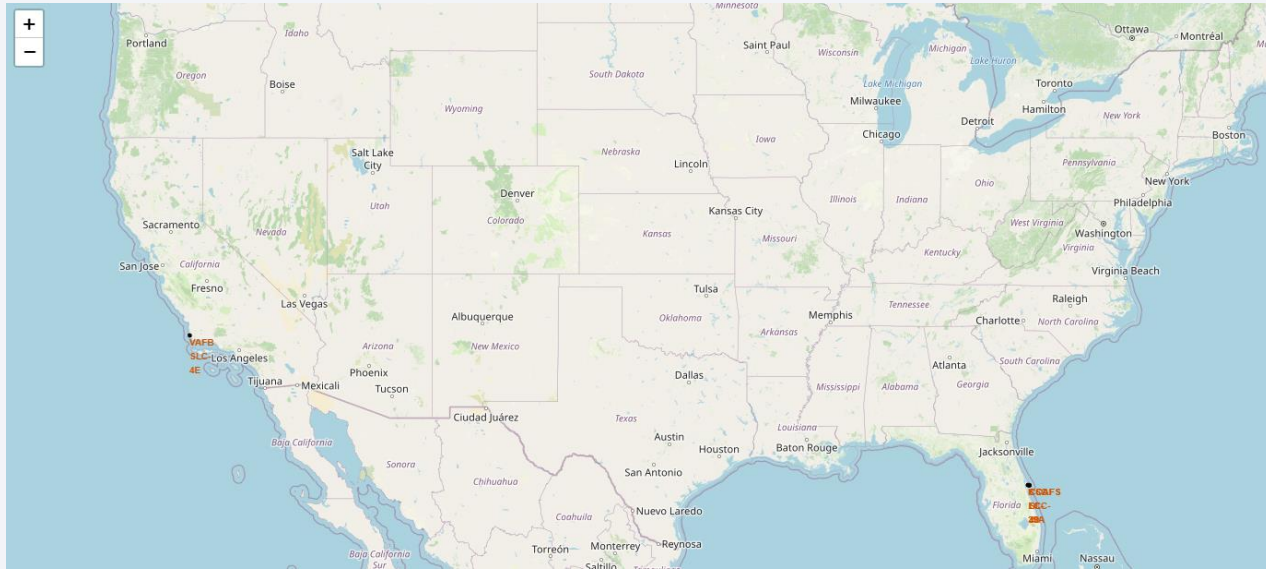 +
−
Minnesota
Portland
Idaho
Saint Paul
Wisconsin
Michigan
Ottawa
Montréal
Oregon
Boise
South Dakota
Lake Huron
Toronto
Lake Michigan
Wyoming
Milwaukee
Hamilton
Detroit
New York
Chicago
Iowa
Boston
Salt Lake
City
Nebraska
Lincoln
Pennsylvania
Ohio
New York
Denver
Utah
Illinois
Indiana
Philadelphia
Sacramento
Nevada
Colorado
Kansas City
West Virginia
Washington
Kansas
Missouri
Virginia
San Jose
California
Kentucky
Virginia Beach
Fresno
Las Vegas
Tulsa
Raleigh
Tennessee
Albuquerque
Oklahoma
Memphis
Charlotte
North Carolina
Arkansas
VAFB
SLC-
4E
Los Angeles
Arizona
New Mexico
South Carolina
Atlanta
Phoenix
Dallas
Tijuana
Mexicali
Tucson
Mississippi
Alabama
Georgia
Ciudad Juárez
Texas
Louisiana
Austin
Baton Rouge
Baja California
Houston
Jacksonville
Sonora
San Antonio
Chihuahua
Florida
Coahuila
Nuevo Laredo
Baja California
Sur
Torreón
Monterrey
Reynosa
Miami
Nassau
Saltillo
Tamaulipas